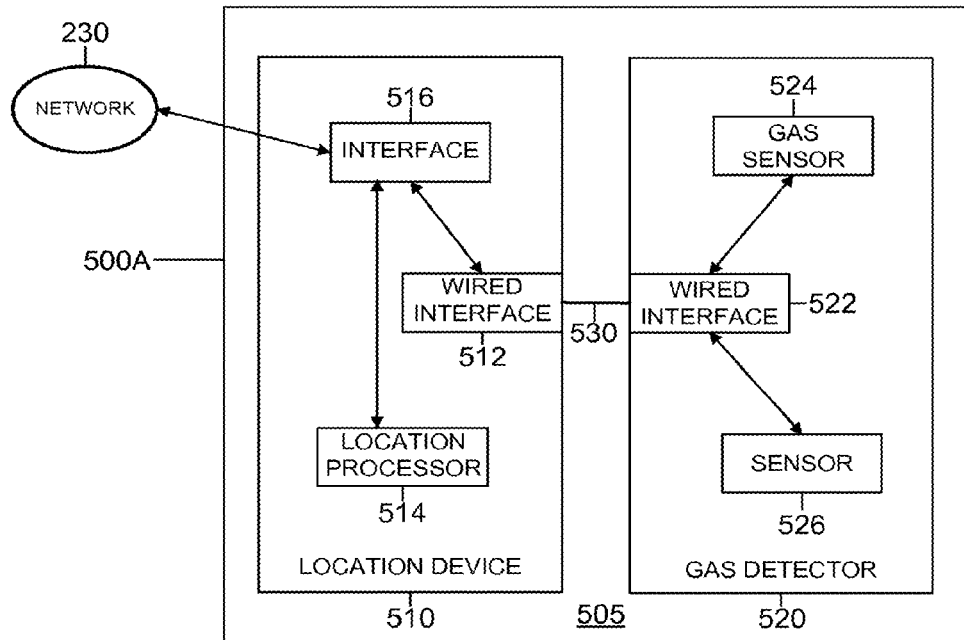 230
NETWORK
500A
516
INTERFACE
WIRED
INTERFACE
512
530
LOCATION
PROCESSOR
514
LOCATION DEVICE
510
505
524
GAS
SENSOR
WIRED
INTERFACE
522
SENSOR
526
GAS DETECTOR
520